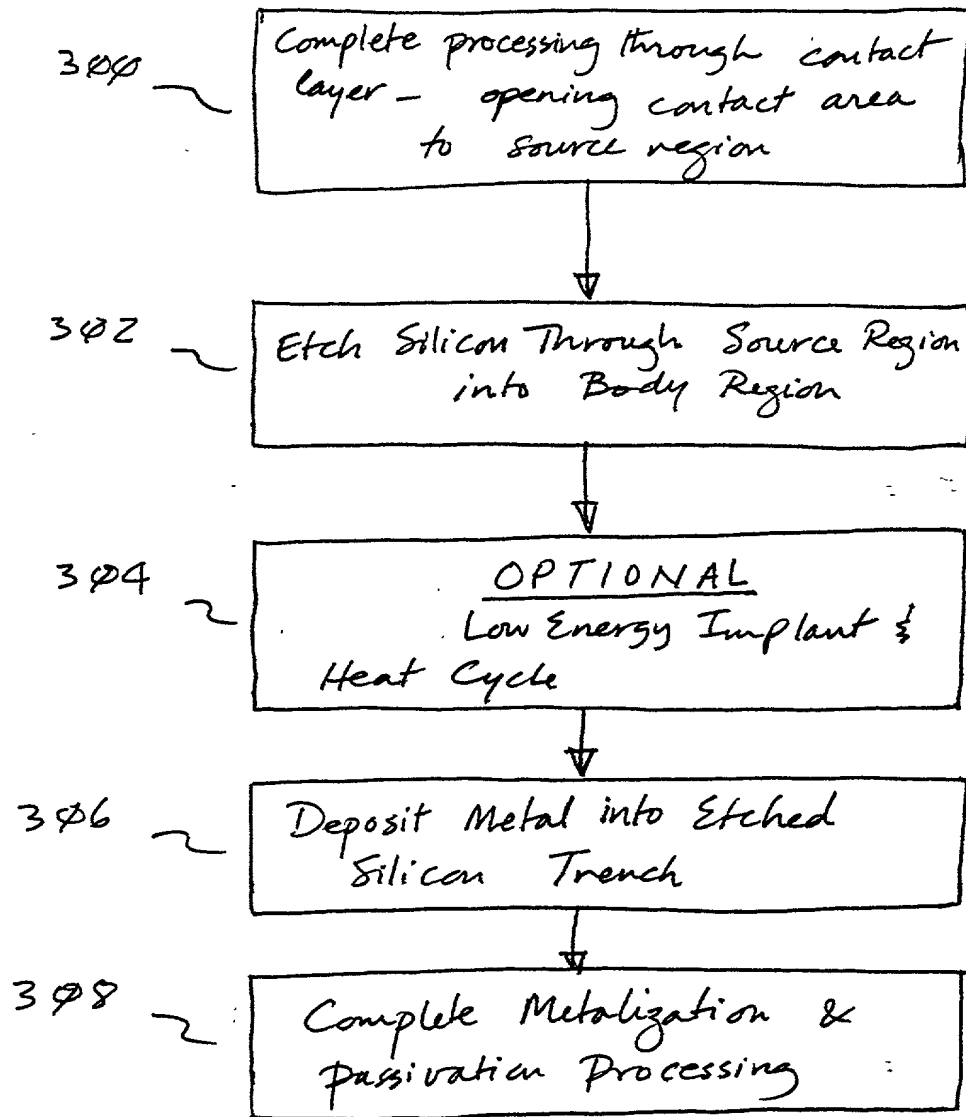 300
Complete processing through contact
layer - opening contact area
to source region
302
Etch Silicon Through Source Region
into Body Region
304
OPTIONAL
Low Energy Implant &
Heat Cycle
306
Deposit Metal into Etched
Silicon Trench
308
Complete Metalization &
passivation Processing